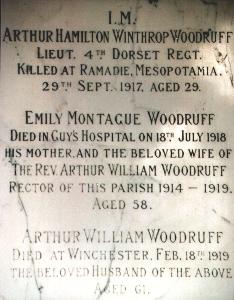 I.M.
ARTHUR HAMILTON WINTHROP WOODRUFF
LIEUT. 4TH DORSET REGT.
KILLED AT RAMADIE, MESOPOTAMIA.
29TH SEPT. 1917, AGED 29.
EMILY MONTAGUE WOODRUFF
DIED IN GUY'S HOSPITAL ON 18TH JULY 1918
HIS MOTHER, AND THE BELOVED WIFE OF
THE REV. ARTHUR WILLIAM WOODRUFF
RECTOR OF THIS PARISH 1914 – 1919.
AGED 58.
ARTHUR WILLIAM WOODRUFF
DIED AT WINCHESTER, FEB. 18TH 1919
THE BELOVED HUSBAND OF THE ABOVE
AGED 61.